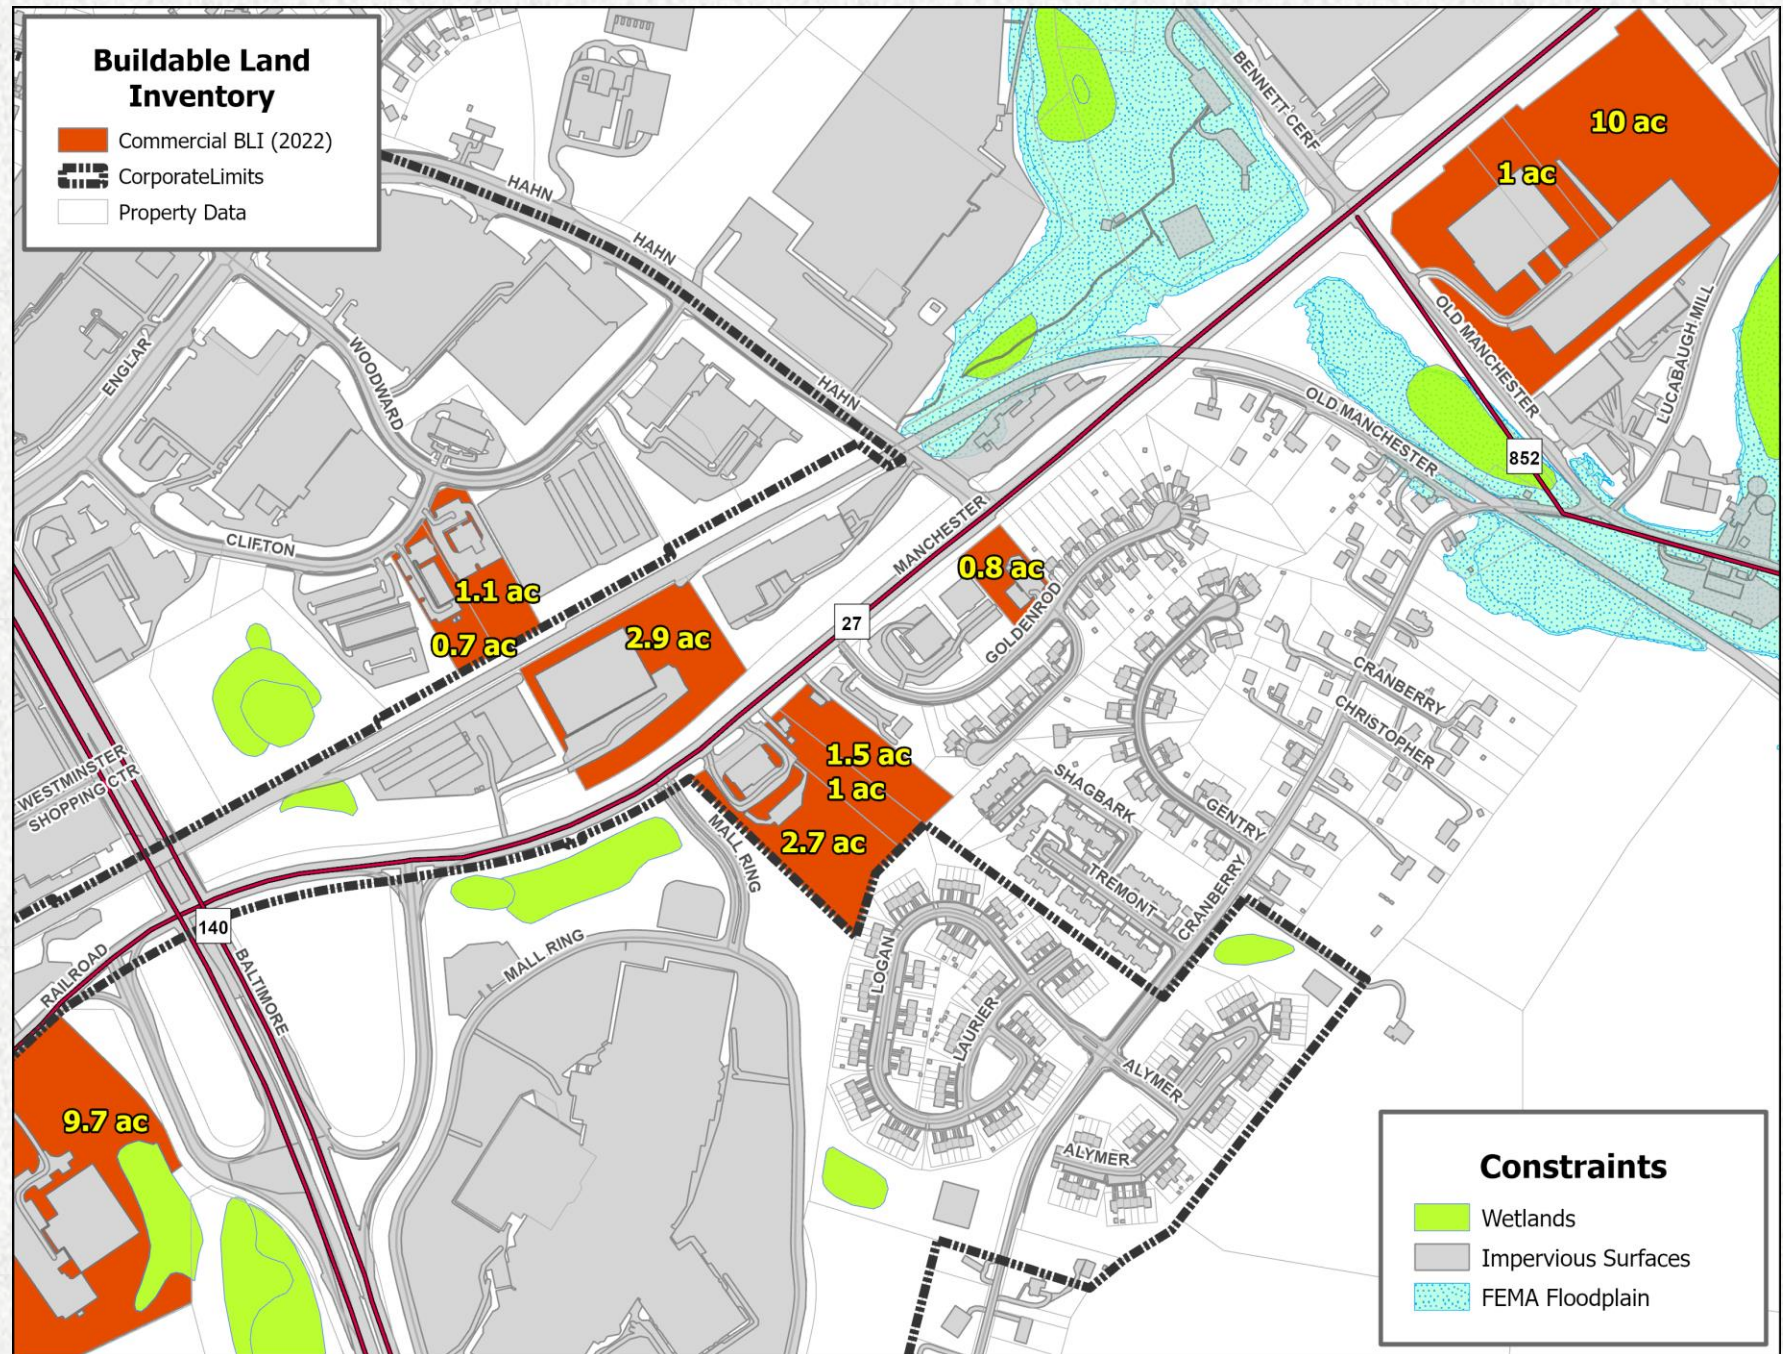 Buildable Land
Inventory
Commercial BLI (2022)
CorporateLimits
Property Data
BENNETT CERF
10 ac
1 ac
HAHN
HAHN
HAHN
ENGLAR
WOODWARD
OLD MANCHESTER
LUCABAUGH MILL
OLD MANCHESTER
852
CLIFTON
MANCHESTER
1.1 ac
0.7 ac
2.9 ac
27
0.8 ac
GOLDENROD
CRANBERRY
CHRISTOPHER
WESTMINSTER
SHOPPING CTR
1.5 ac
1 ac
2.7 ac
SHAGBARK
GENTRY
MALL RING
TREMONT
CRANBERRY
140
RAILROAD
BALTIMORE
MALL RING
LOGAN
LAURIER
ALYMER
ALYMER
9.7 ac
Constraints
Wetlands
Impervious Surfaces
FEMA Floodplain